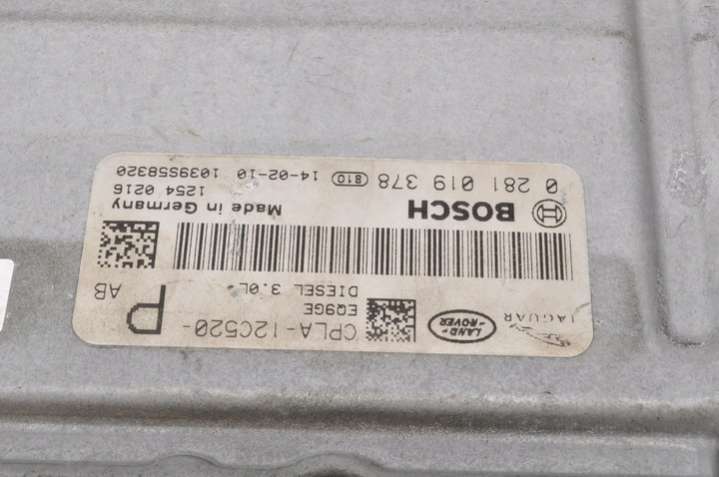 JAGUAR
LAND-
ROVER
CPLA-12C520-
EQ9GE
DIESEL 3.0L.
P
AB
BOSCH
Made in Germany
1254 0216
0 281 019 378 810 14-02-10 1039S58320